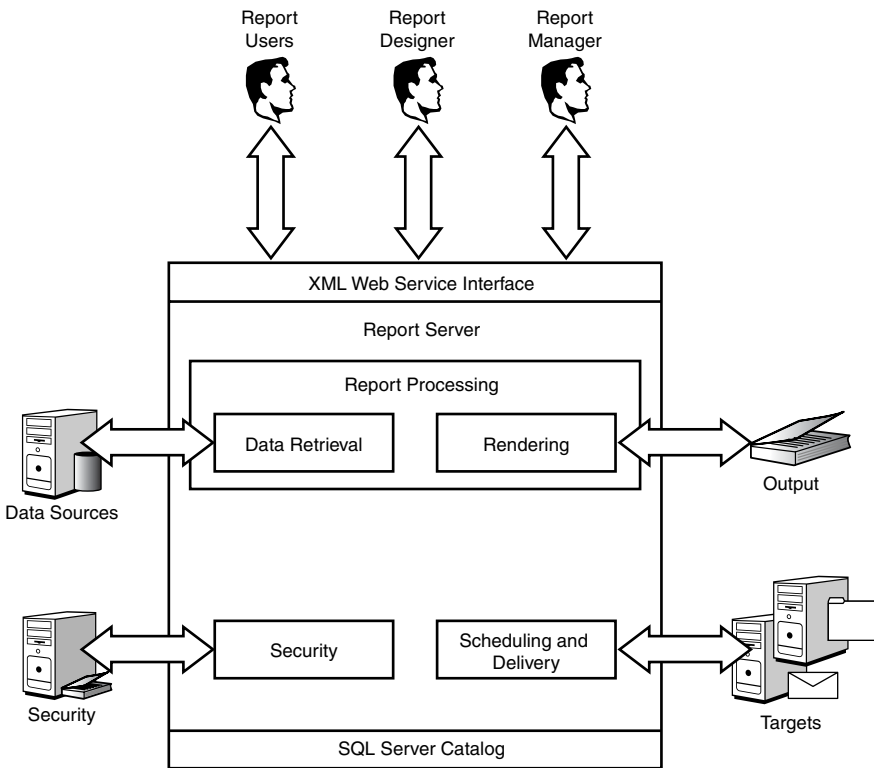 Report
Users
Report
Designer
Report
Manager
XML Web Service Interface
Report Server
Report Processing
Data Retrieval
Rendering
Data Sources
Output
Security
Scheduling and
Delivery
Security
Targets
SQL Server Catalog